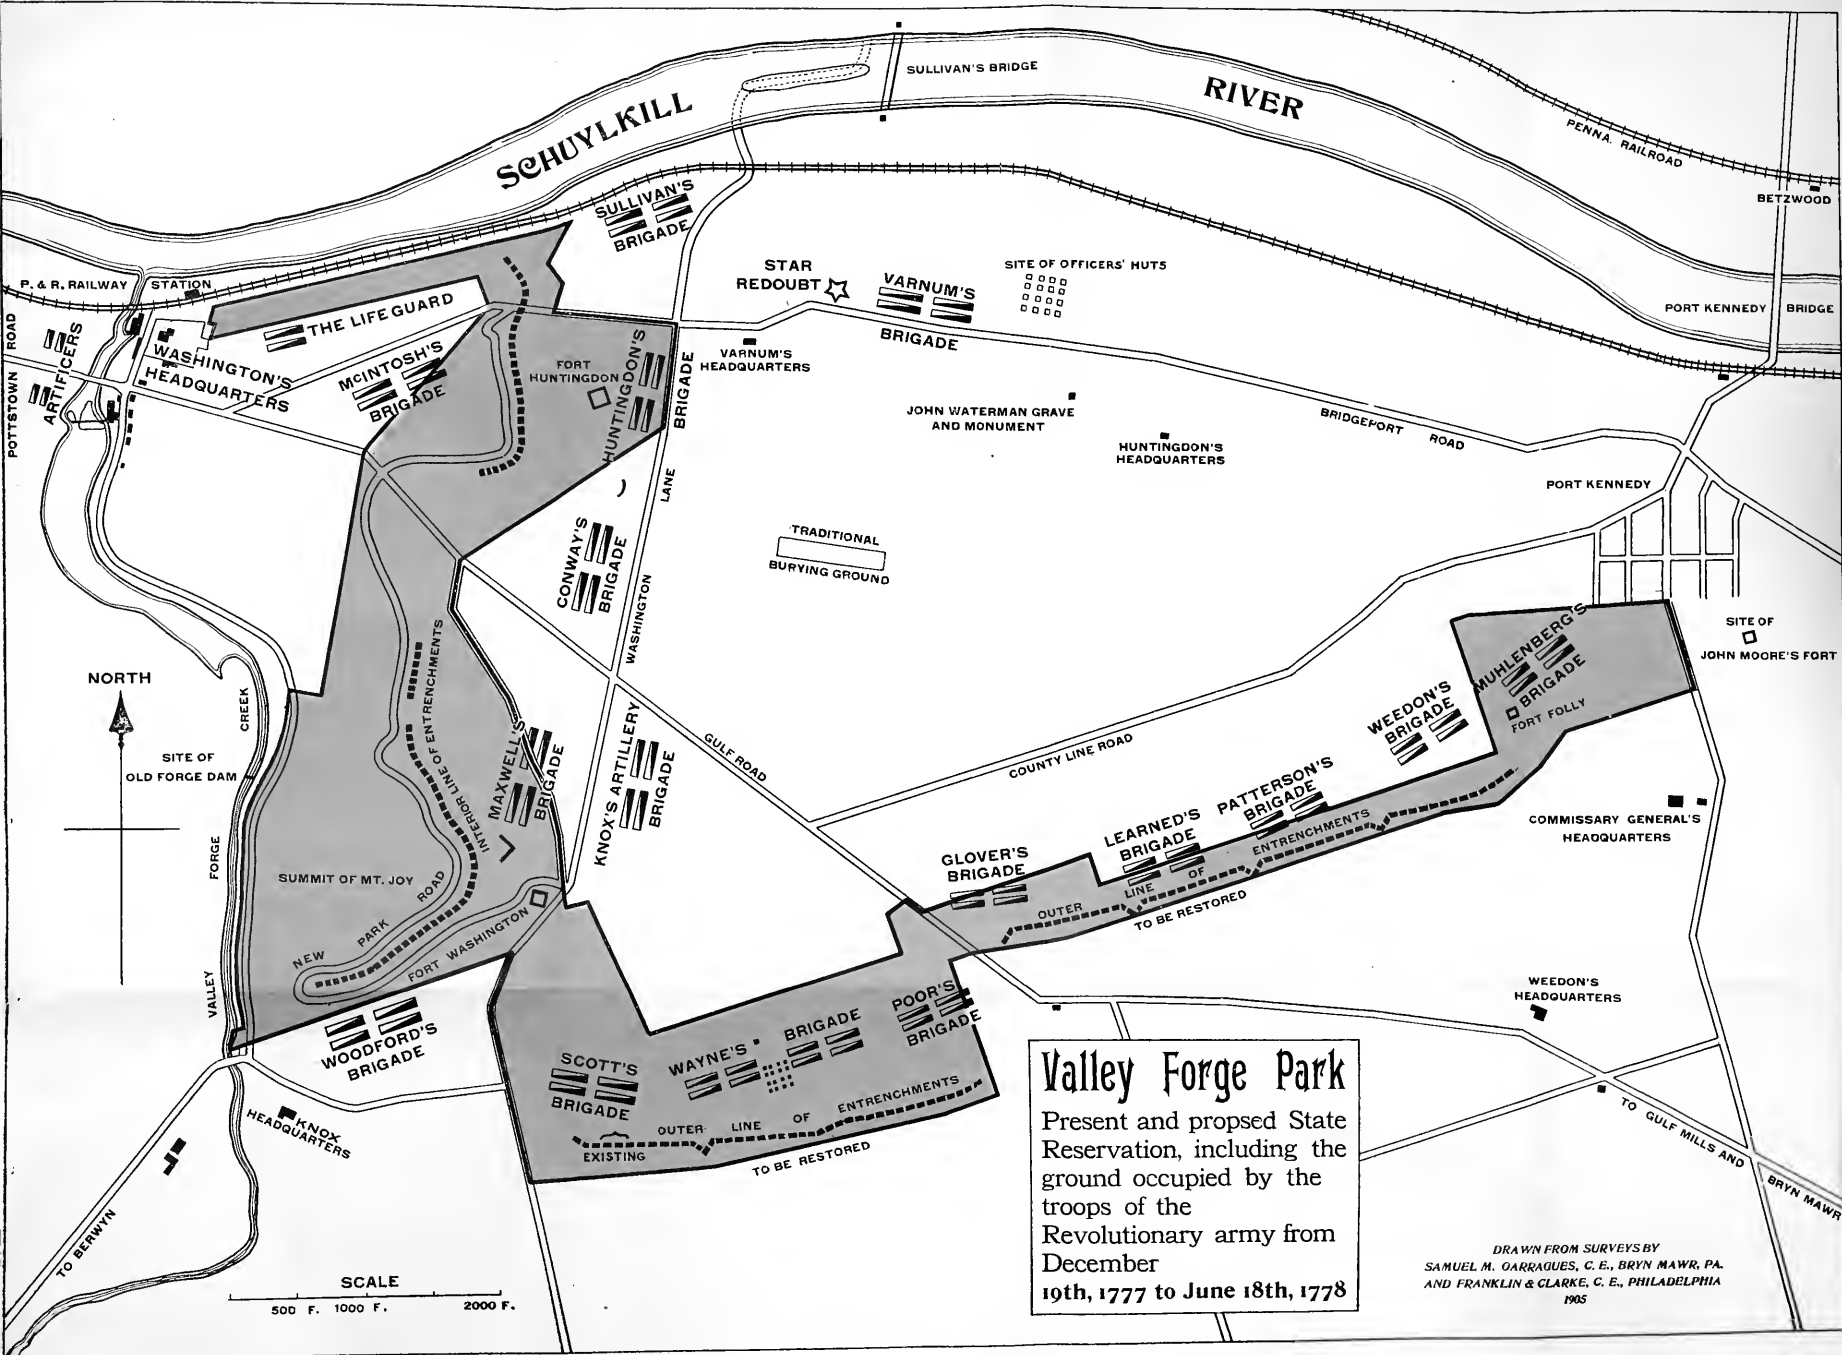 SCHUYLKILL
RIVER
SULLIVAN'S BRIDGE
PENNA. RAILROAD
BETZWOOD
SULLIVAN'S
BRIGADE
P. & R. RAILWAY STATION
POTTSTOWN ROAD
ARTIFICERS
WASHINGTON'S
HEADQUARTERS
THE LIFE GUARD
McINTOSH'S
BRIGADE
FORT
HUNTINGDON
HUNTINGDON'S
BRIGADE
STAR
REDOUBT
VARNUM'S
BRIGADE
SITE OF OFFICERS' HUTS
PORT KENNEDY BRIDGE
VARNUM'S
HEADQUARTERS
JOHN WATERMAN GRAVE
AND MONUMENT
HUNTINGDON'S
HEADQUARTERS
BRIDGEPORT ROAD
PORT KENNEDY
CONWAY'S
BRIGADE
WASHINGTON LANE
TRADITIONAL
BURYING GROUND
SITE OF
JOHN MOORE'S FORT
MUHLENBERG'S
BRIGADE
FORT FOLLY
WEEDON'S
BRIGADE
NORTH
SITE OF
OLD FORGE DAM
VALLEY FORGE CREEK
INTERIOR LINE OF ENTRENCHMENTS
MAXWELL'S
BRIGADE
KNOX'S ARTILLERY
BRIGADE
GULF ROAD
COUNTY LINE ROAD
PATTERSON'S
BRIGADE
LEARNED'S
BRIGADE
GLOVER'S
BRIGADE
OUTER LINE OF ENTRENCHMENTS
TO BE RESTORED
COMMISSARY GENERAL'S
HEADQUARTERS
SUMMIT OF MT. JOY
NEW PARK ROAD
FORT WASHINGTON
WOODFORD'S
BRIGADE
WEEDON'S
HEADQUARTERS
POOR'S
BRIGADE
WAYNE'S BRIGADE
SCOTT'S
BRIGADE
OUTER LINE OF ENTRENCHMENTS
EXISTING
TO BE RESTORED
KNOX
HEADQUARTERS
TO BERWYN
TO GULF MILLS AND
BRYN MAWR
SCALE
500 F. 1000 F. 2000 F.
Valley Forge Park
Present and propsed State
Reservation, including the
ground occupied by the
troops of the
Revolutionary army from
December
19th, 1777 to June 18th, 1778
DRAWN FROM SURVEYS BY
SAMUEL M. GARRAGUES, C. E., BRYN MAWR, PA.
AND FRANKLIN & CLARKE, C. E., PHILADELPHIA
1905